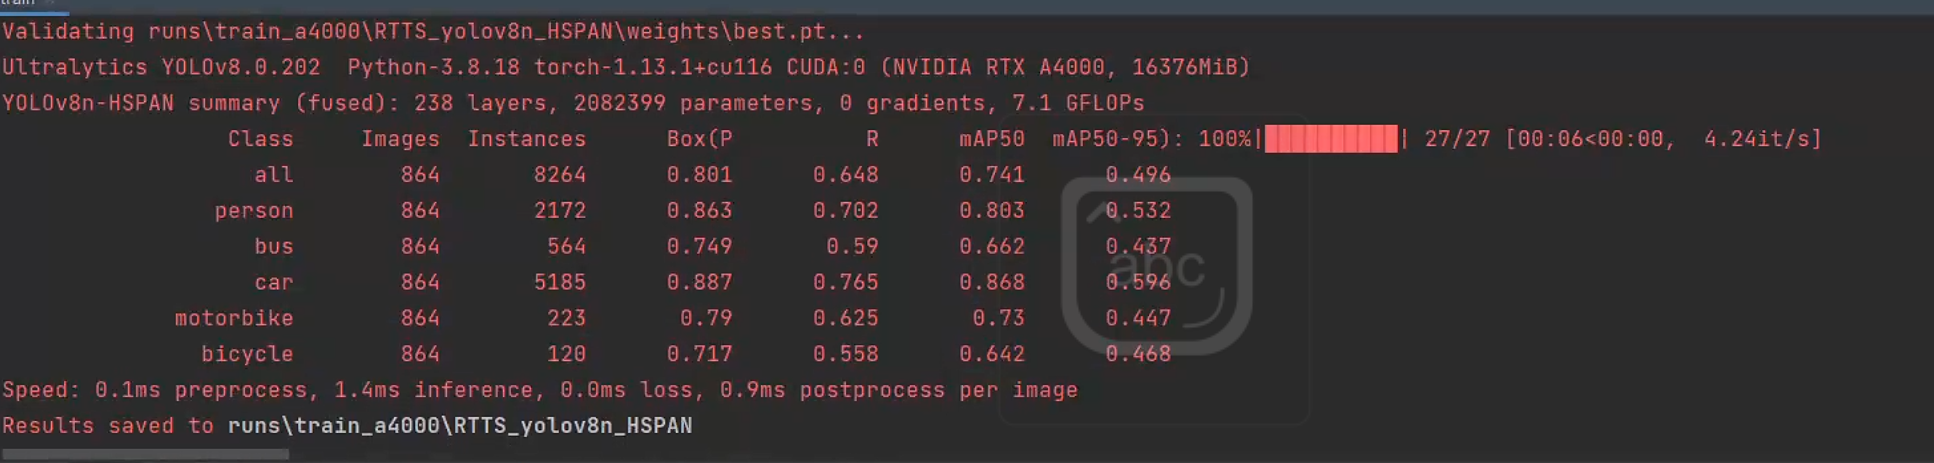 train
Validating runs\train_a4000\RTTS_yolov8n_HSPAN\weights\best.pt...
Ultralytics YOLOv8.0.202  Python-3.8.18 torch-1.13.1+cu116 CUDA:0 (NVIDIA RTX A4000, 16376MiB)
YOLOv8n-HSPAN summary (fused): 238 layers, 2082399 parameters, 0 gradients, 7.1 GFLOPs
Class Images Instances Box(P R mAP50 mAP50-95): 100%|██████████| 27/27 [00:06<00:00, 4.24it/s]
all 864 8264 0.801 0.648 0.741 0.496
person 864 2172 0.863 0.702 0.803 0.532
bus 864 564 0.749 0.59 0.662 0.437
car 864 5185 0.887 0.765 0.868 0.596
abc
motorbike 864 223 0.79 0.625 0.73 0.447
bicycle 864 120 0.717 0.558 0.642 0.468
Speed: 0.1ms preprocess, 1.4ms inference, 0.0ms loss, 0.9ms postprocess per image
Results saved to runs\train_a4000\RTTS_yolov8n_HSPAN